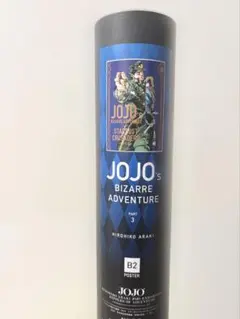 JOJO
STARDUST
CRUSADERS
JOJO's
BIZARRE
ADVENTURE
PART
3
HIROHIKO ARAKI
B2
POSTER
JOJO